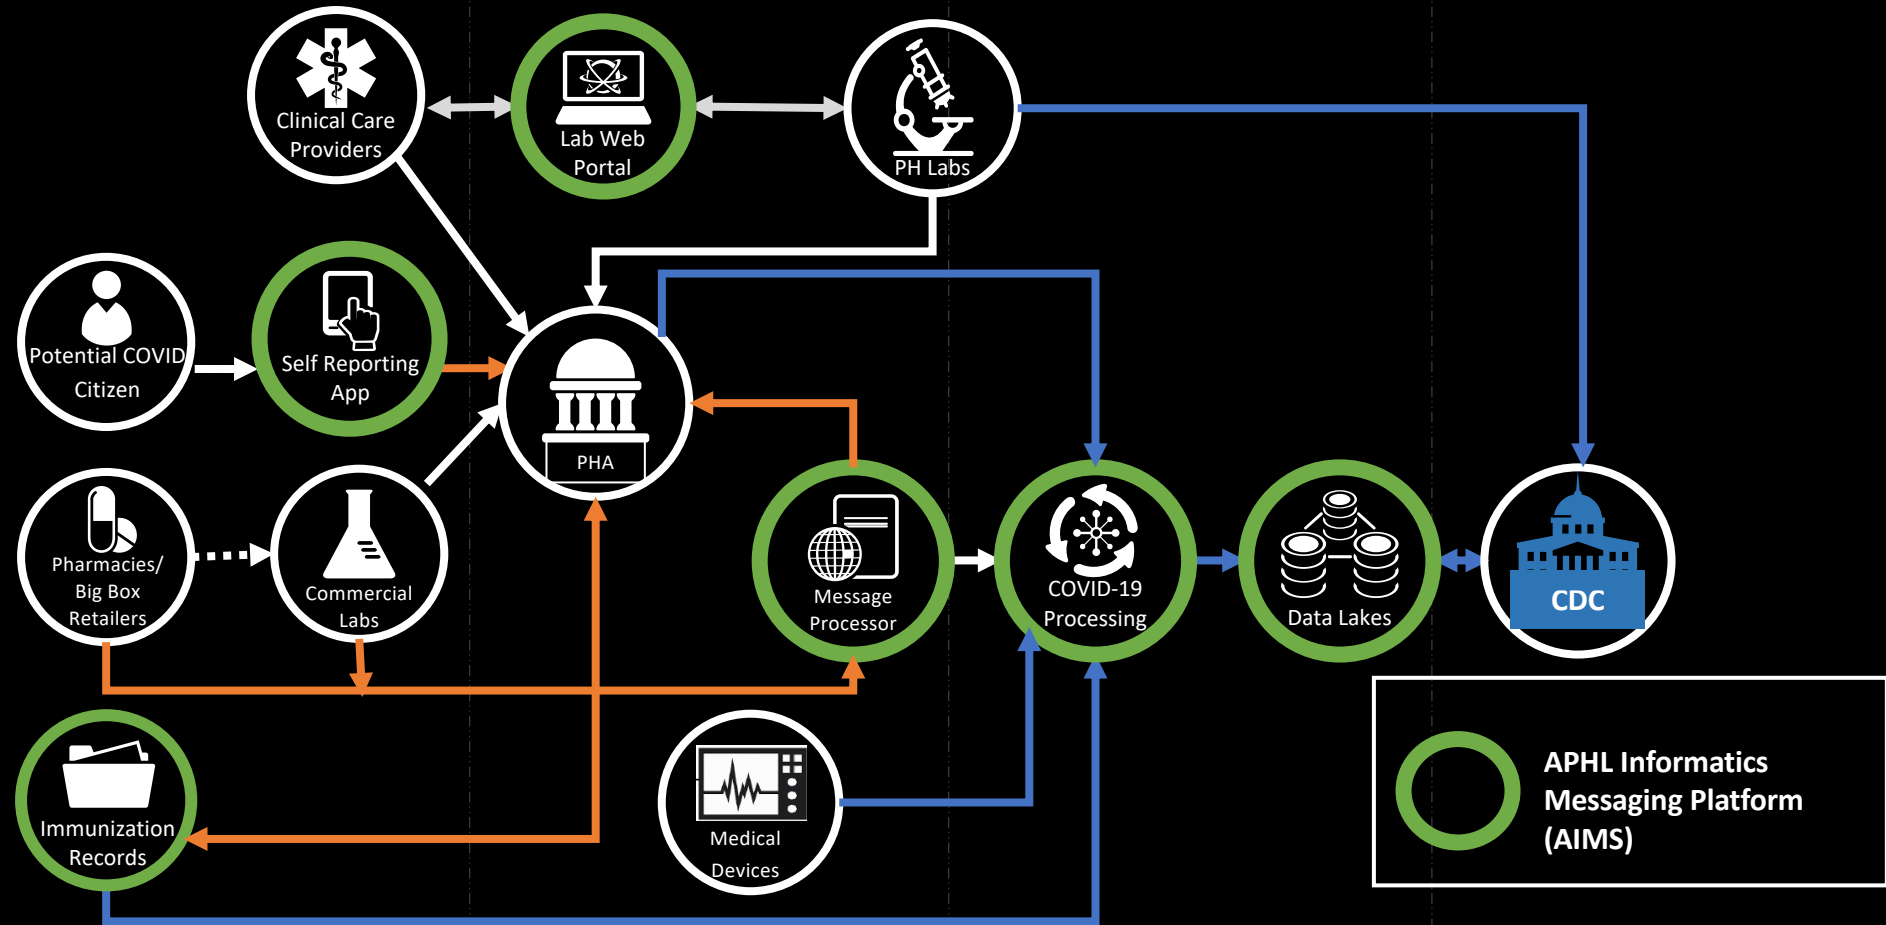 Clinical Care
Providers
Lab Web
Portal
PH Labs
Potential COVID
Citizen
Self Reporting
App
PHA
Pharmacies/
Big Box
Retailers
Commercial
Labs
Message
Processor
COVID-19
Processing
Data Lakes
CDC
Immunization
Records
Medical
Devices
APHL Informatics
Messaging Platform
(AIMS)